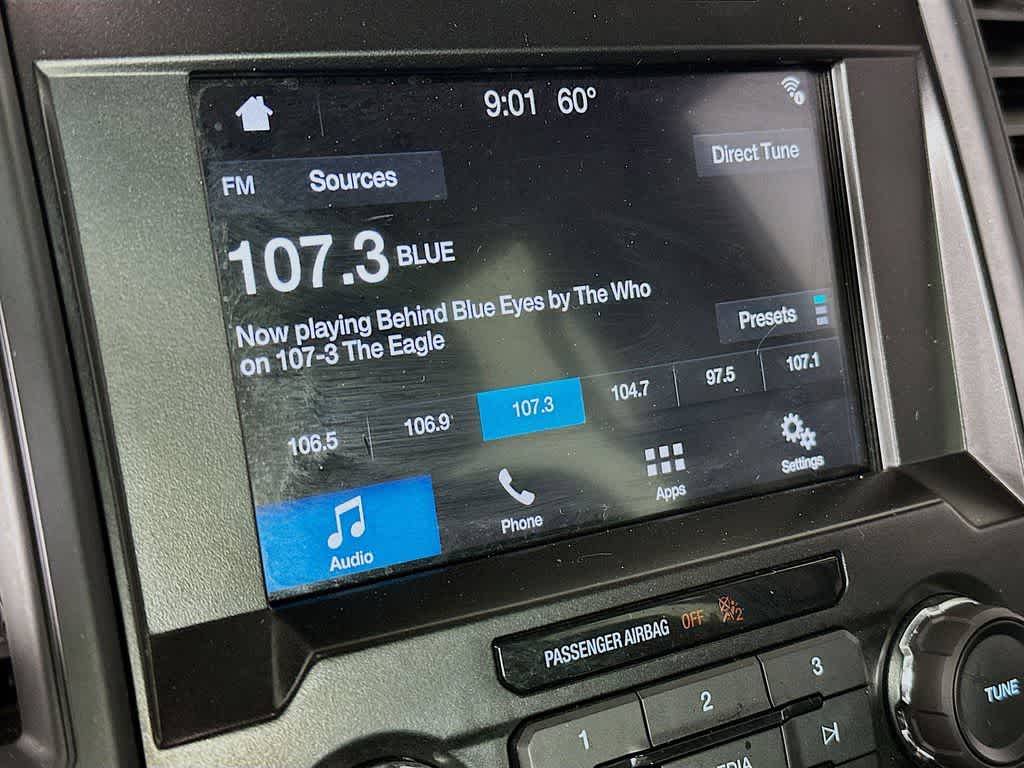 9:01 60°
FM Sources
Direct Tune
107.3 BLUE
Now playing Behind Blue Eyes by The Who
on 107-3 The Eagle
Presets
106.5 106.9 107.3 104.7 97.5 107.1
Audio Phone Apps Settings
PASSENGER AIRBAG OFF 2
1 2 3
TUNE